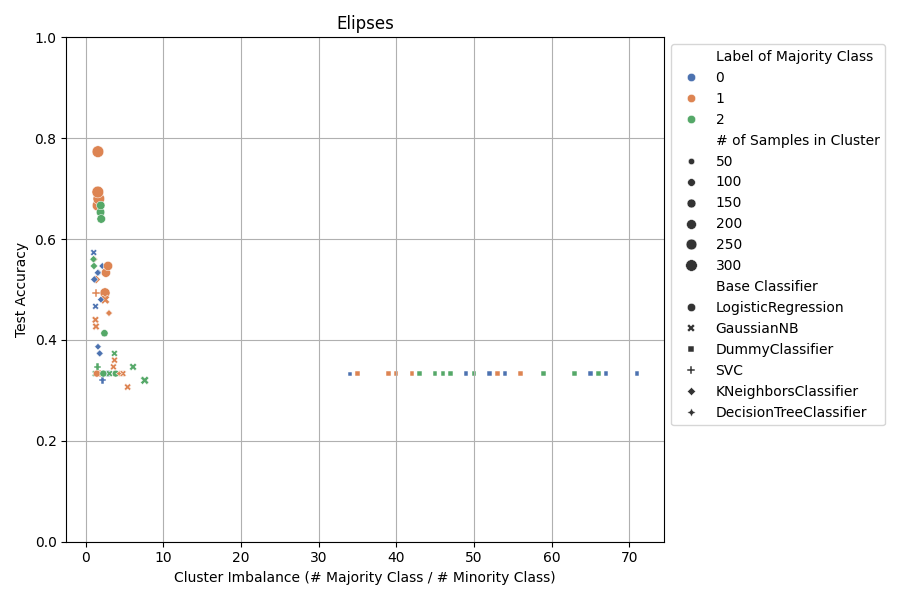 Elipses
1.0
0.8
0.6
0.4
0.2
0.0
Test Accuracy
0 10 20 30 40 50 60 70
Cluster Imbalance (# Majority Class / # Minority Class)
Label of Majority Class
0
1
2
# of Samples in Cluster
50
100
150
200
250
300
Base Classifier
LogisticRegression
GaussianNB
DummyClassifier
SVC
KNeighborsClassifier
DecisionTreeClassifier